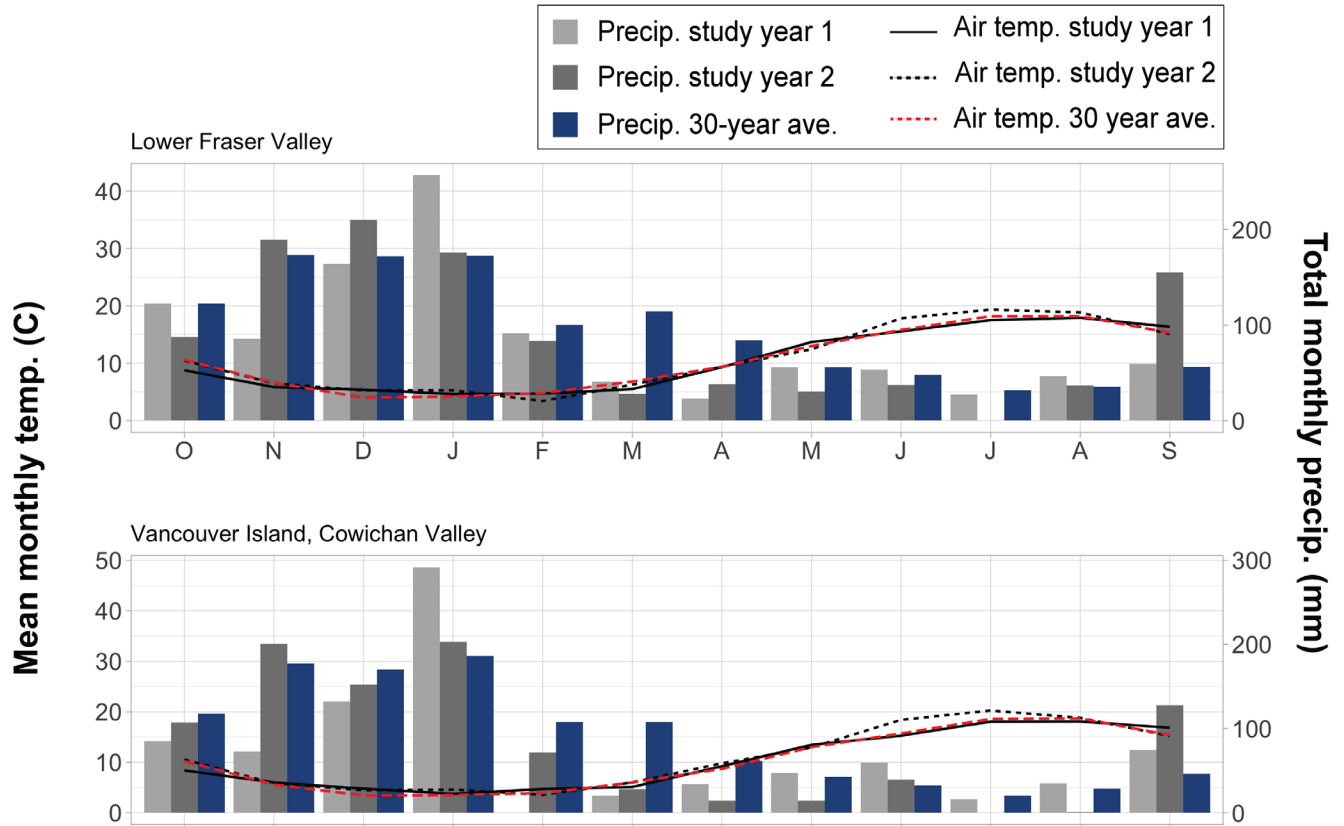 Precip. study year 1
Air temp. study year 1
Precip. study year 2
Air temp. study year 2
Precip. 30-year ave.
Air temp. 30 year ave.
Lower Fraser Valley
40
30
20
10
0
200
100
0
O N D J F M A M J J A S
Mean monthly temp. (C)
Total monthly precip. (mm)
Vancouver Island, Cowichan Valley
50
40
30
20
10
0
300
200
100
0